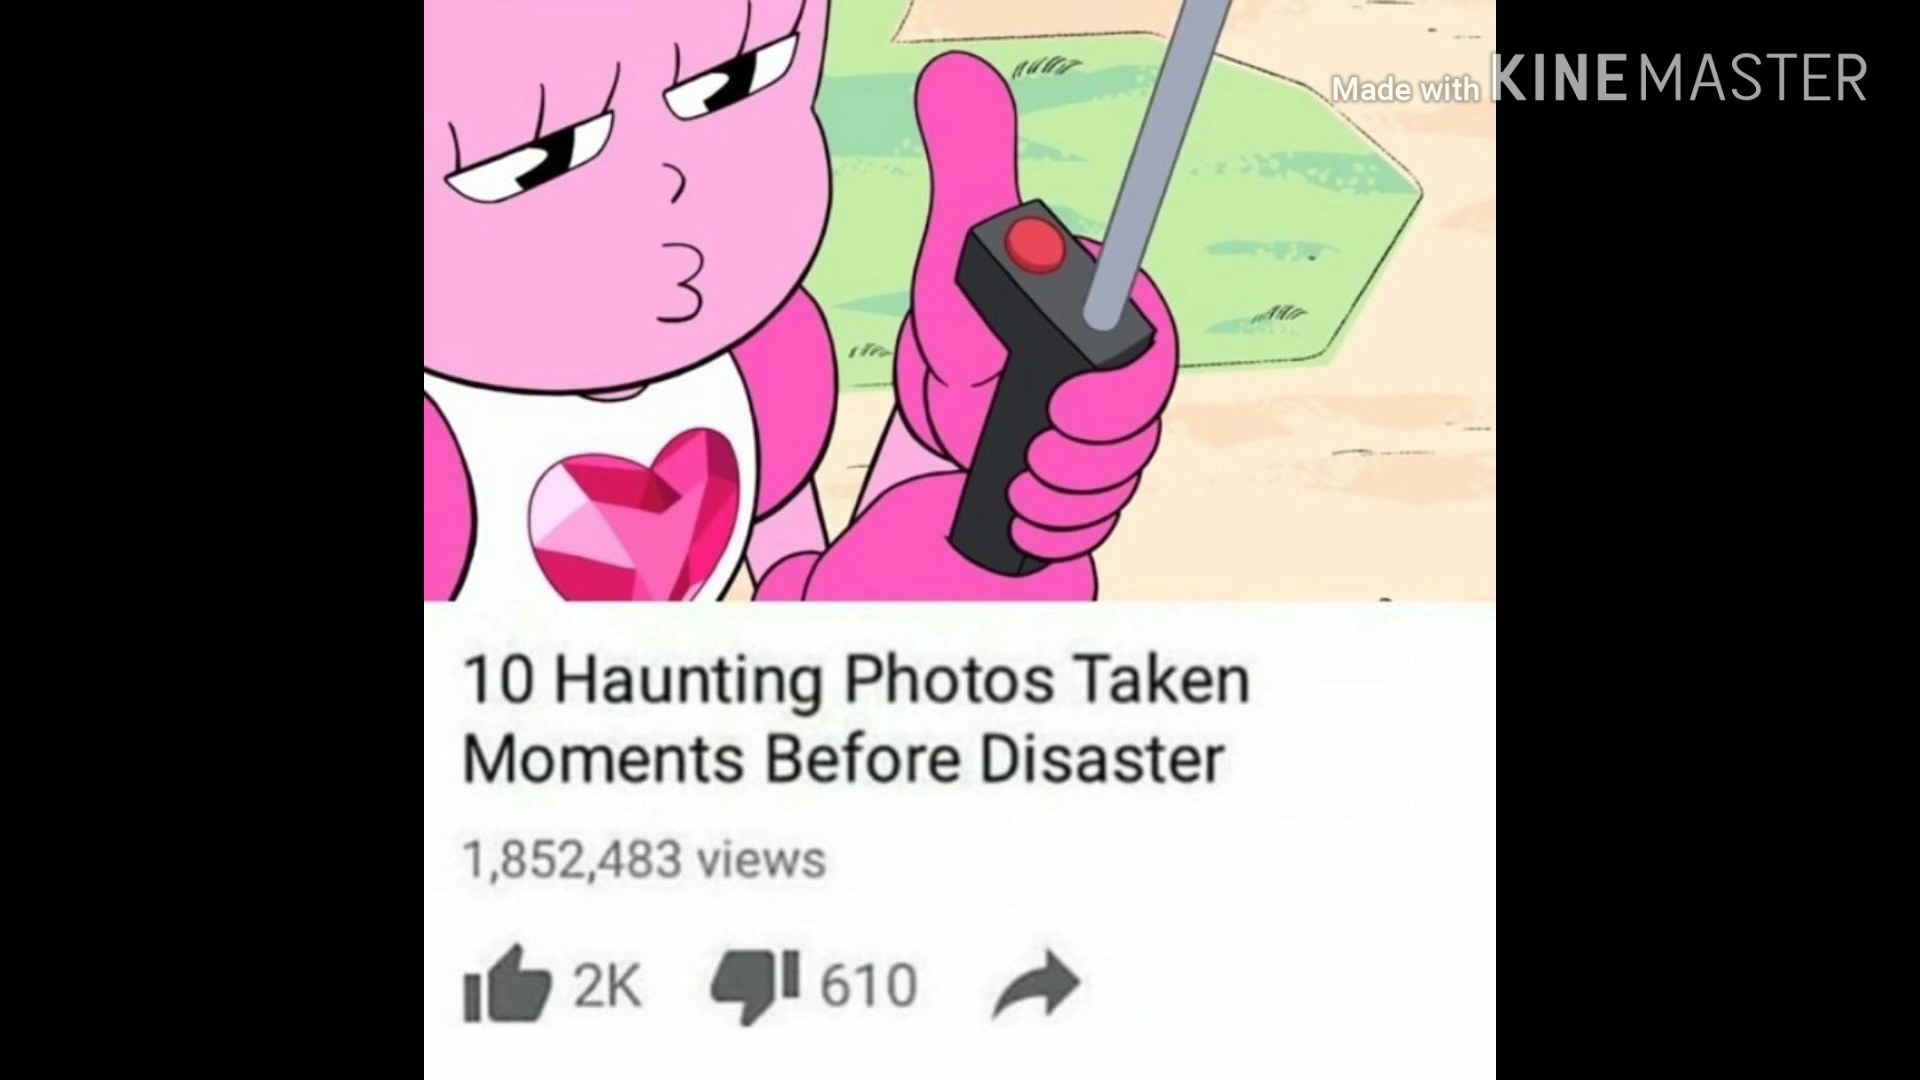 Made with KINEMASTER
10 Haunting Photos Taken
Moments Before Disaster
1,852,483 views
2K 610